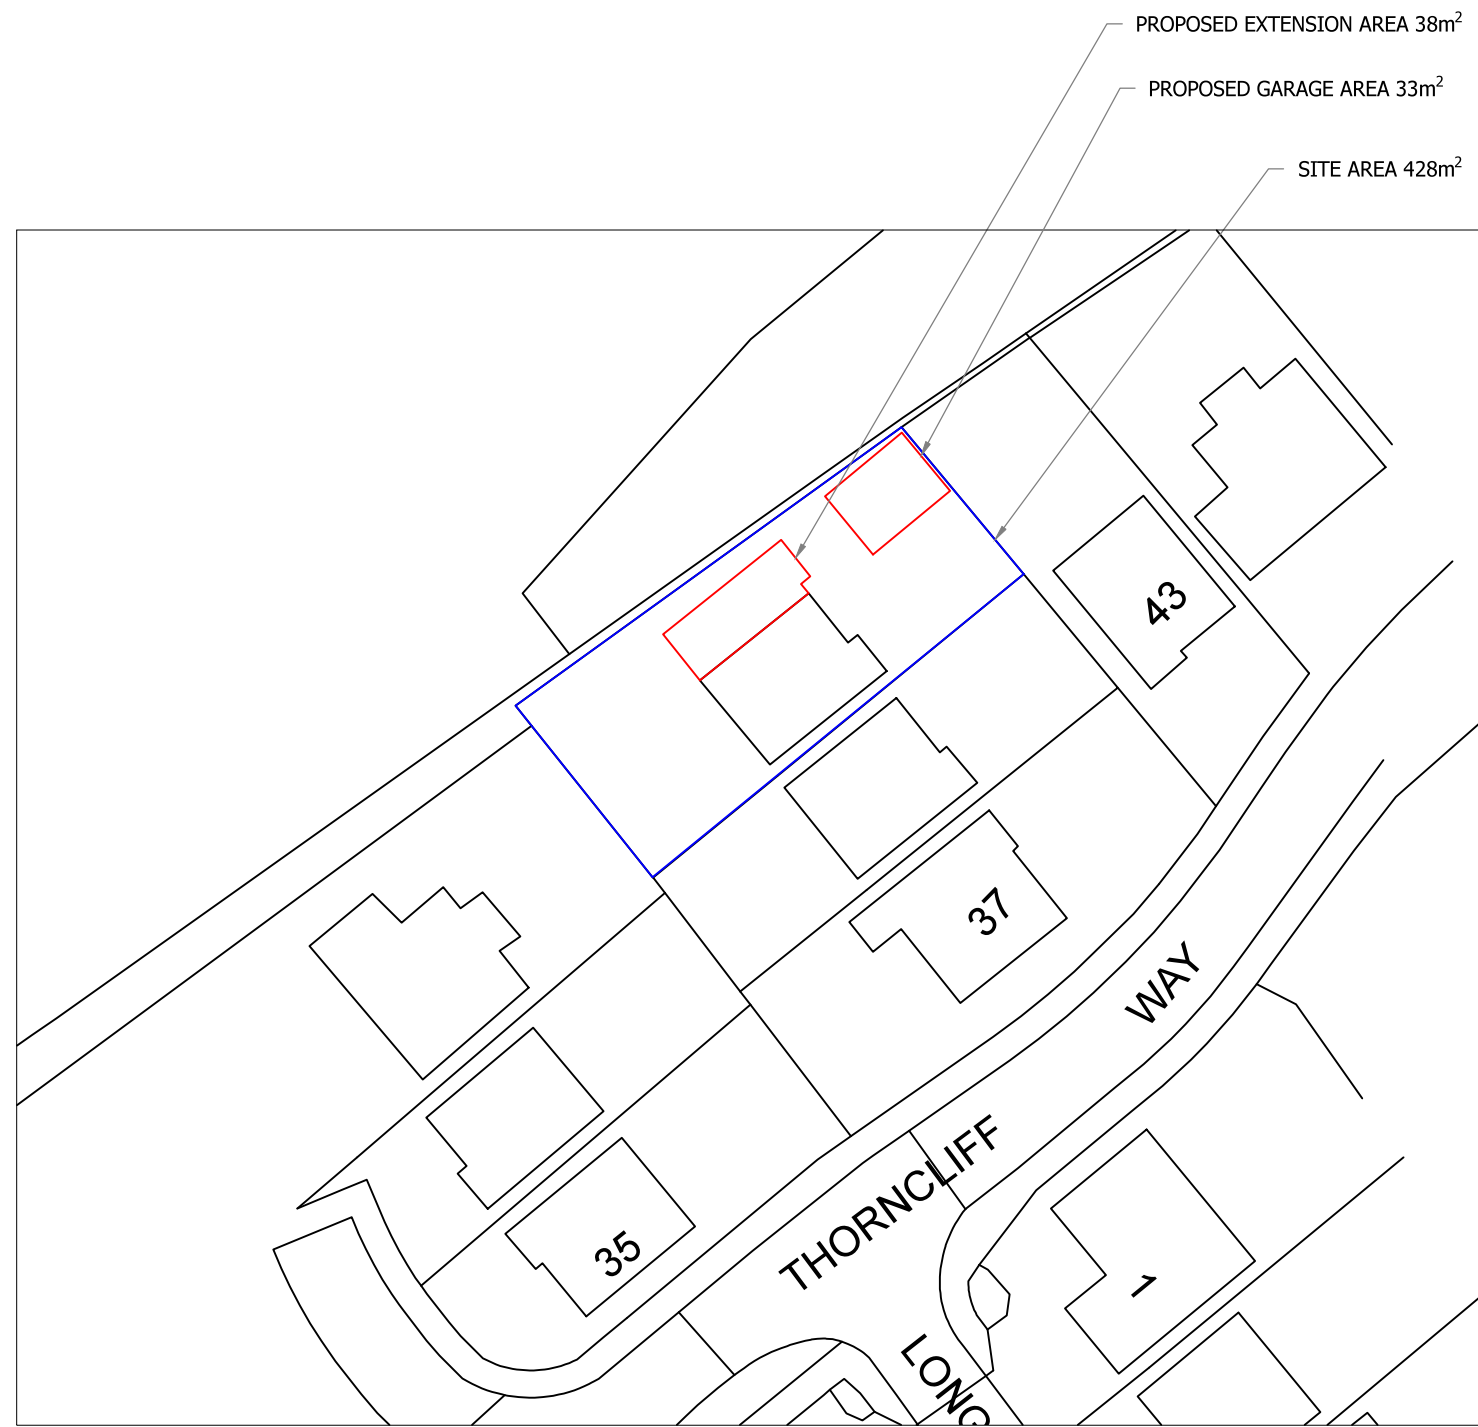 PROPOSED EXTENSION AREA 38m²
PROPOSED GARAGE AREA 33m²
SITE AREA 428m²
43
37
WAY
THORNCLIFF
35
1
LONG